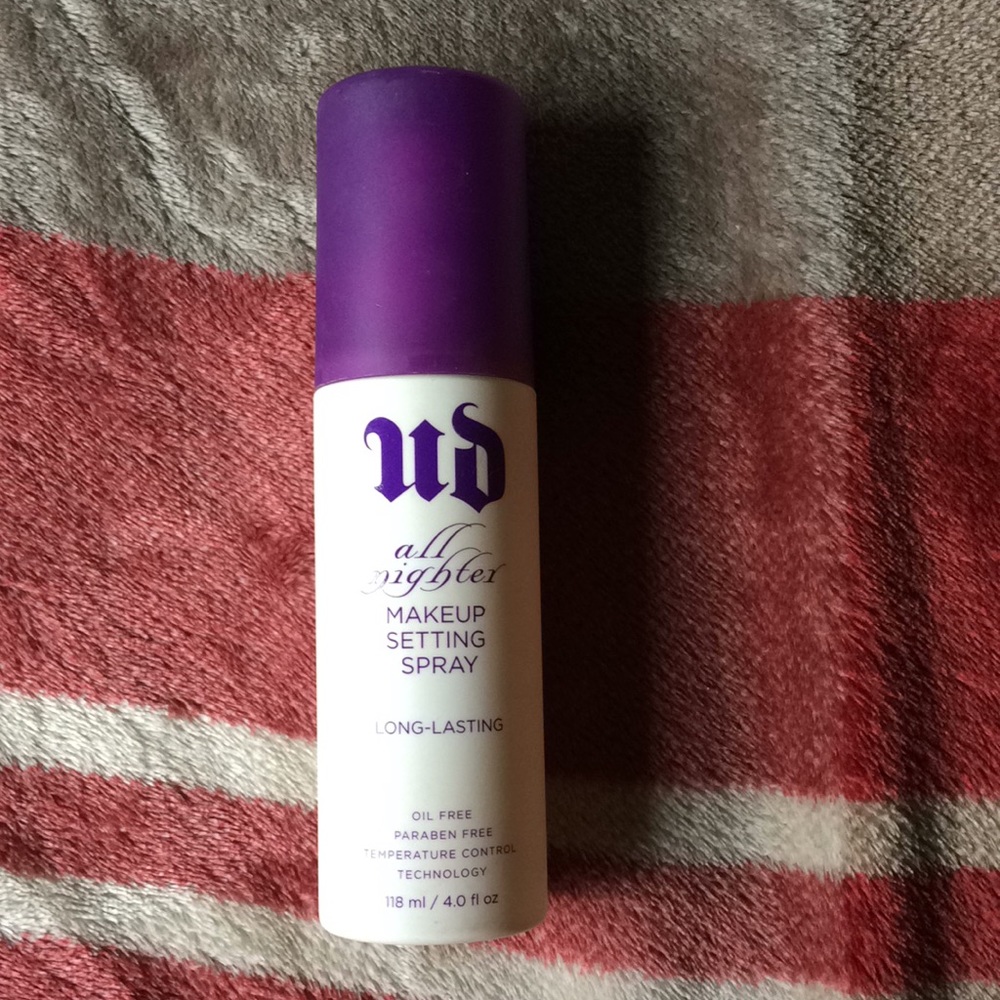 UD
all
nighter
MAKEUP
SETTING
SPRAY
LONG-LASTING
OIL FREE
PARABEN FREE
TEMPERATURE CONTROL
TECHNOLOGY
118 ml / 4.0 fl oz